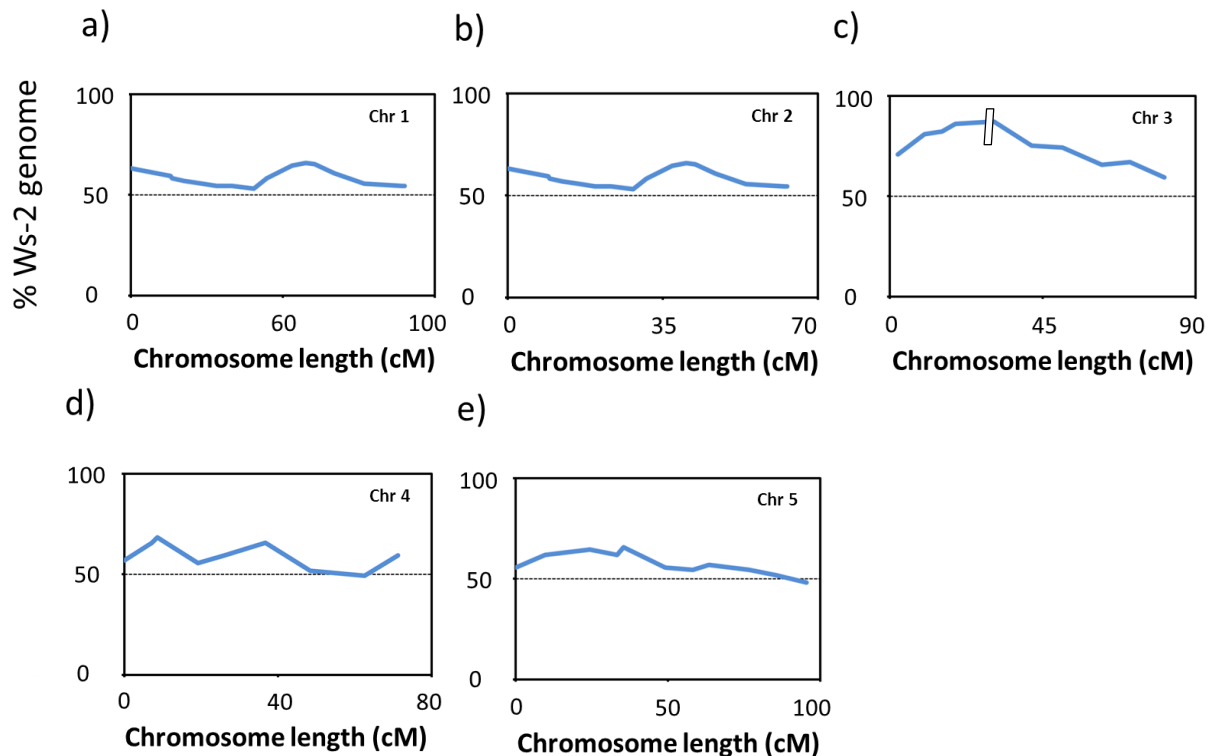 a)
b)
c)
% Ws-2 genome
100
50
0
Chr 1
0 60 100
Chromosome length (cM)
100
50
0
Chr 2
0 35 70
Chromosome length (cM)
100
50
0
Chr 3
0 45 90
Chromosome length (cM)
d)
e)
100
50
0
Chr 4
0 40 80
Chromosome length (cM)
100
50
0
Chr 5
0 50 100
Chromosome length (cM)